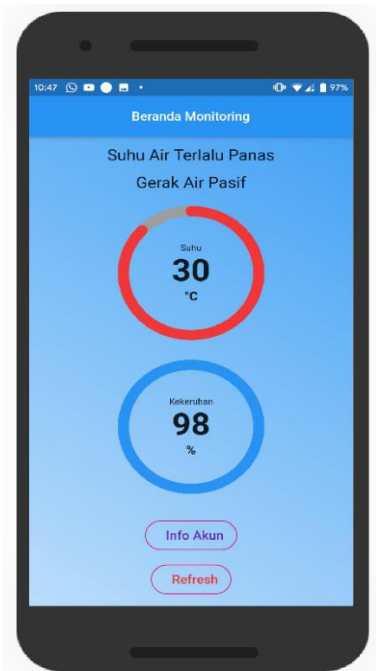 10:47 97%
Beranda Monitoring
Suhu Air Terlalu Panas
Gerak Air Pasif
Suhu
30
°C
Kekeruhan
98
%
Info Akun
Refresh